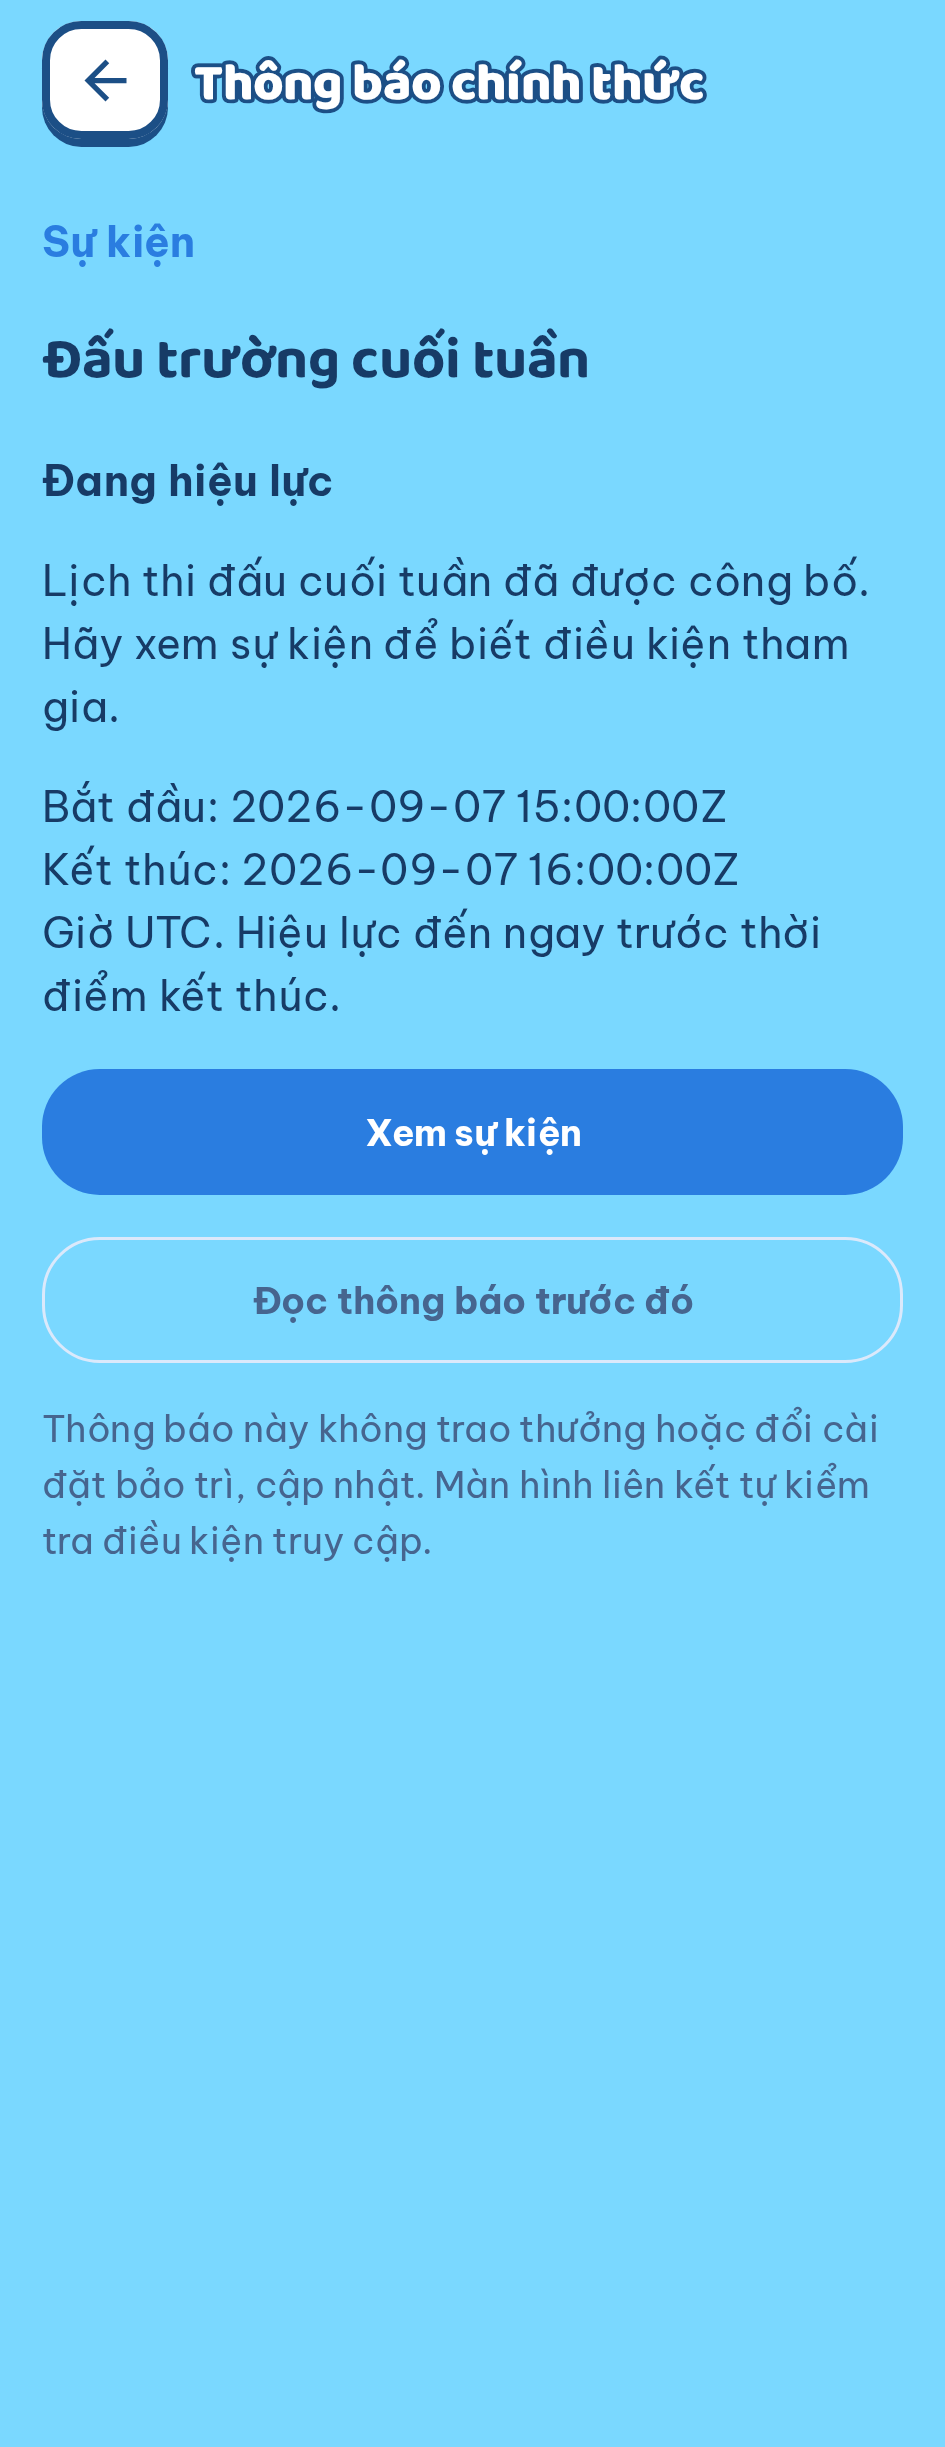 Thông báo chính thức
Sự kiện
Đấu trường cuối tuần
Đang hiệu lực
Lịch thi đấu cuối tuần đã được công bố.
Hãy xem sự kiện để biết điều kiện tham
gia.
Bắt đầu: 2026-09-07 15:00:00Z
Kết thúc: 2026-09-07 16:00:00Z
Giờ UTC. Hiệu lực đến ngay trước thời
điểm kết thúc.
Xem sự kiện
Đọc thông báo trước đó
Thông báo này không trao thưởng hoặc đổi cài
đặt bảo trì, cập nhật. Màn hình liên kết tự kiểm
tra điều kiện truy cập.